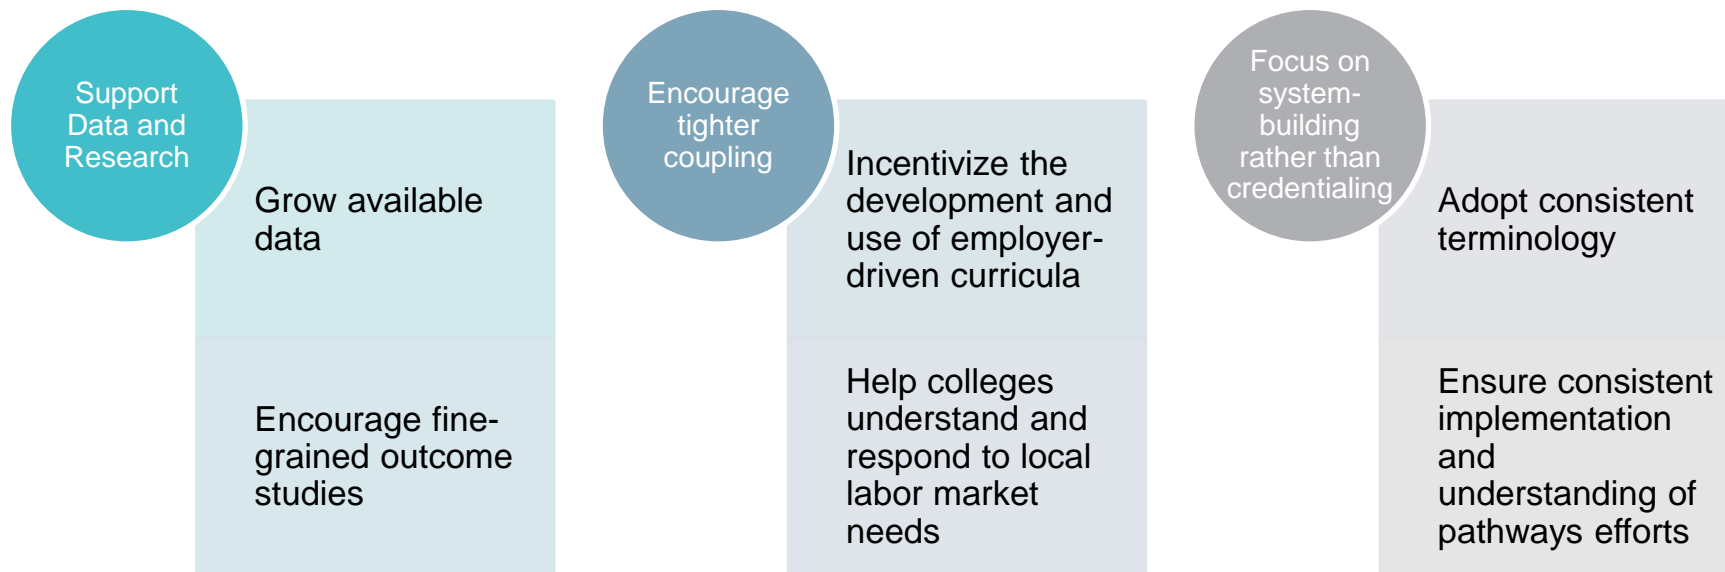 Support
Data and
Research
Grow available
data
Encourage fine-
grained outcome
studies
Encourage
tighter
coupling
Incentivize the
development and
use of employer-
driven curricula
Help colleges
understand and
respond to local
labor market
needs
Focus on
system-
building
rather than
credentialing
Adopt consistent
terminology
Ensure consistent
implementation
and
understanding of
pathways efforts